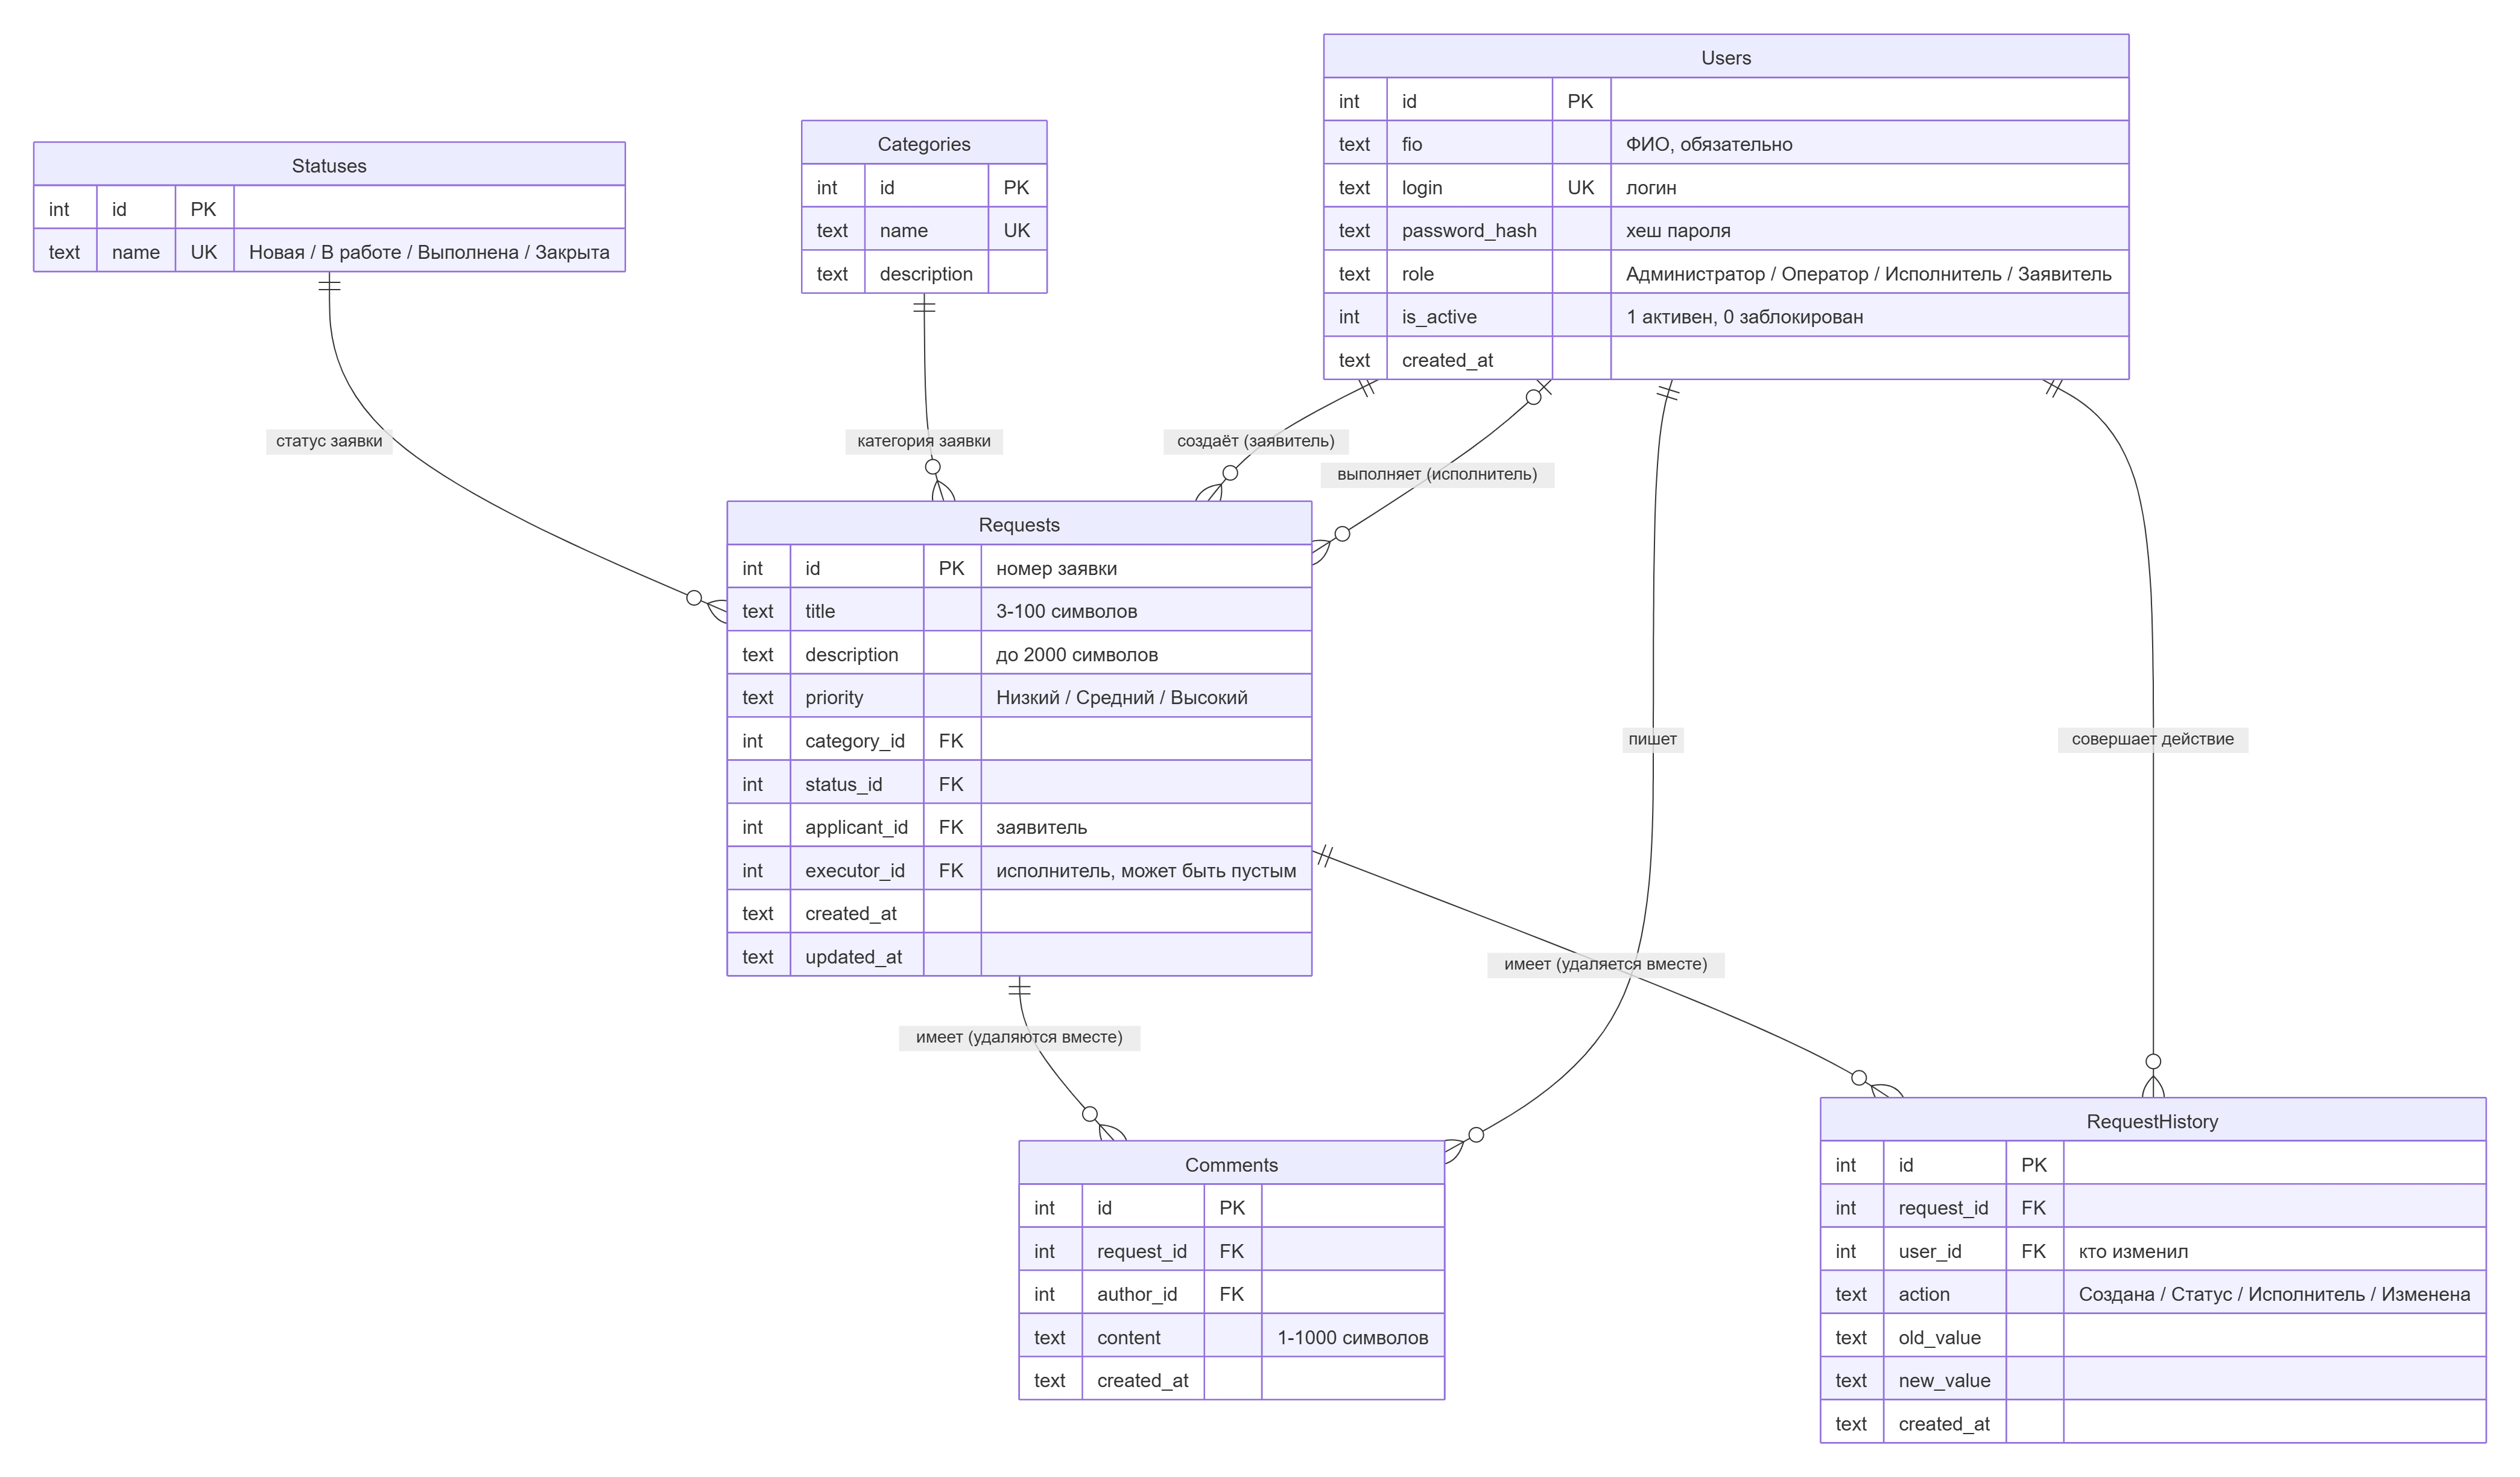 Users
int id PK
text fio ФИО, обязательно
text login UK логин
text password_hash хеш пароля
text role Администратор / Оператор / Исполнитель / Заявитель
int is_active 1 активен, 0 заблокирован
text created_at
Categories
int id PK
text name UK
text description
Statuses
int id PK
text name UK Новая / В работе / Выполнена / Закрыта
статус заявки
категория заявки
создаёт (заявитель)
выполняет (исполнитель)
Requests
int id PK номер заявки
text title 3-100 символов
text description до 2000 символов
text priority Низкий / Средний / Высокий
int category_id FK
int status_id FK
int applicant_id FK заявитель
int executor_id FK исполнитель, может быть пустым
text created_at
text updated_at
пишет
совершает действие
имеет (удаляется вместе)
имеет (удаляются вместе)
Comments
int id PK
int request_id FK
int author_id FK
text content 1-1000 символов
text created_at
RequestHistory
int id PK
int request_id FK
int user_id FK кто изменил
text action Создана / Статус / Исполнитель / Изменена
text old_value
text new_value
text created_at